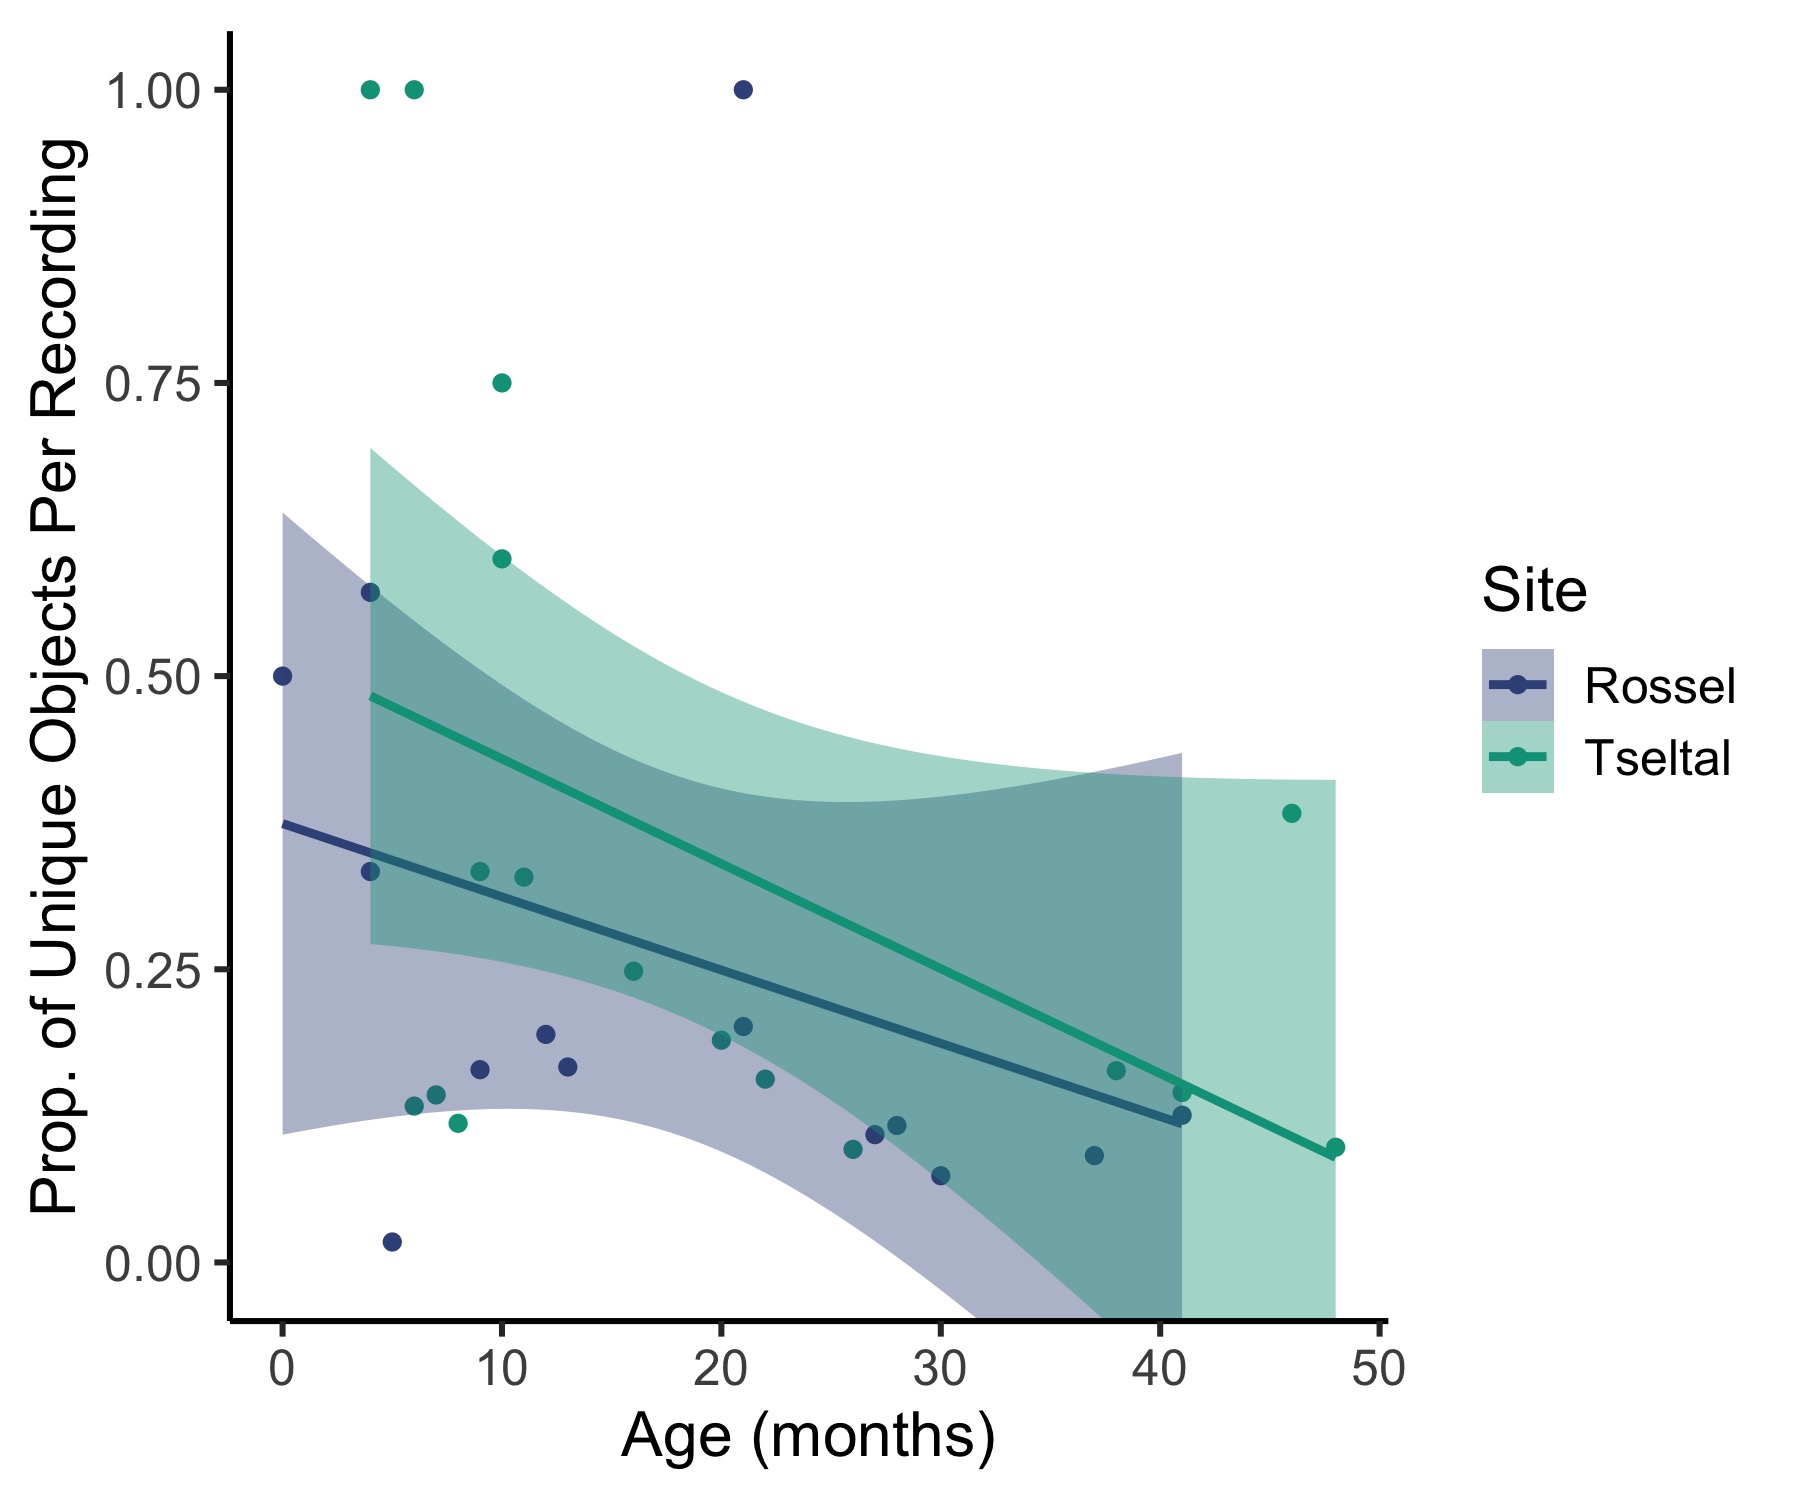 Prop. of Unique Objects Per Recording
1.00
0.75
0.50
0.25
0.00
0 10 20 30 40 50
Age (months)
Site
Rossel
Tseltal